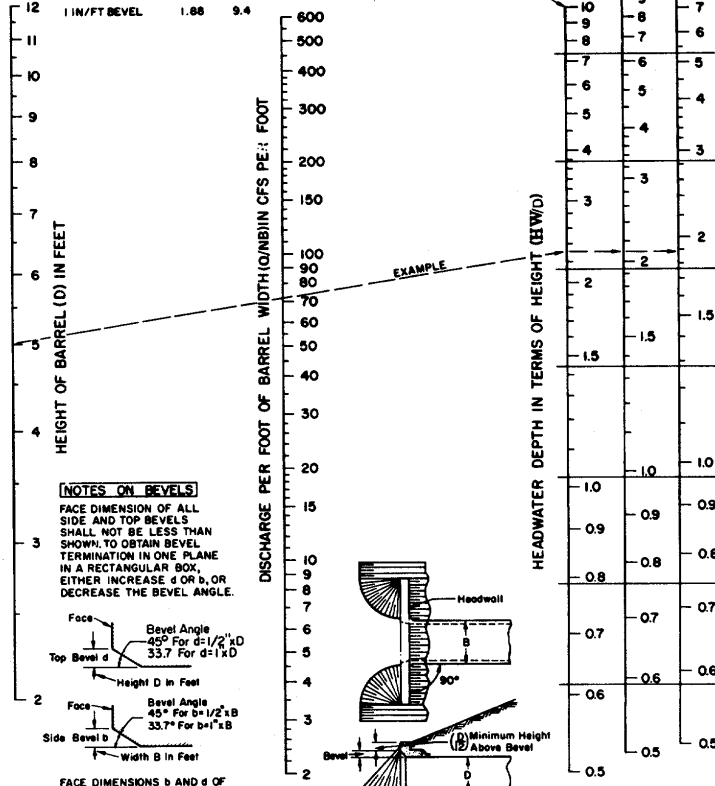 12
11
10
9
8
7
6
5
4
3
2
HEIGHT OF BARREL (D) IN FEET
1 IN/FT BEVEL 1.88 9.4
600
500
400
300
200
150
100
90
80
70
60
50
40
30
20
15
10
9
8
7
6
5
4
3
2
DISCHARGE PER FOOT OF BARREL WIDTH (Q/NB) IN CFS PER FOOT
EXAMPLE
HEADWATER DEPTH IN TERMS OF HEIGHT (HW/D)
10
9
8
7
6
5
4
3
2
1.5
1.0
0.9
0.8
0.7
0.6
0.5
8
7
6
5
4
3
2
1.5
1.0
0.9
0.8
0.7
0.6
0.5
7
6
5
4
3
2
1.5
1.0
0.9
0.7
0.6
0.5
NOTES ON BEVELS
FACE DIMENSION OF ALL
SIDE AND TOP BEVELS
SHALL NOT BE LESS THAN
SHOWN. TO OBTAIN BEVEL
TERMINATION IN ONE PLANE
IN A RECTANGULAR BOX,
EITHER INCREASE d OR b, OR
DECREASE THE BEVEL ANGLE.
Face
Bevel Angle
45° For d=1/2"xD
33.7 For d=1"xD
Top Bevel d
Height D In Feet
Face
Bevel Angle
45° For b=1/2"xB
33.7° For b=1"xB
Side Bevel b
Width B In Feet
FACE DIMENSIONS b AND d OF
Headwall
B
90°
(D/12) Minimum Height
Above Bevel
Bevel
D